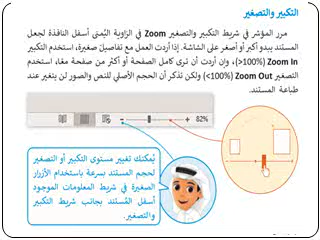 التكبير والتصغير
مرر المؤشر في شريط التكبير والتصغير Zoom في الزاوية اليُمنى أسفل النافذة لجعل
المستند يبدو أكبر أو أصغر على الشاشة. إذا أردت العمل مع تفاصيل صغيرة، استخدم التكبير
Zoom In (100%<) وإن أردت أن ترى كامل الصفحة أو أكثر من صفحة معًا، استخدم
التصغير Zoom Out (100%>) ولكن تذكر أن الحجم الأصلي للنص والصور لن يتغير عند
طباعة المستند.
- + 82%
يُمكنك تغيير مستوى التكبير أو التصغير
لحجم المستند بسرعة باستخدام الأزرار
الصغيرة في شريط المعلومات الموجود
أسفل المُستند بجانب شريط التكبير
والتصغير.